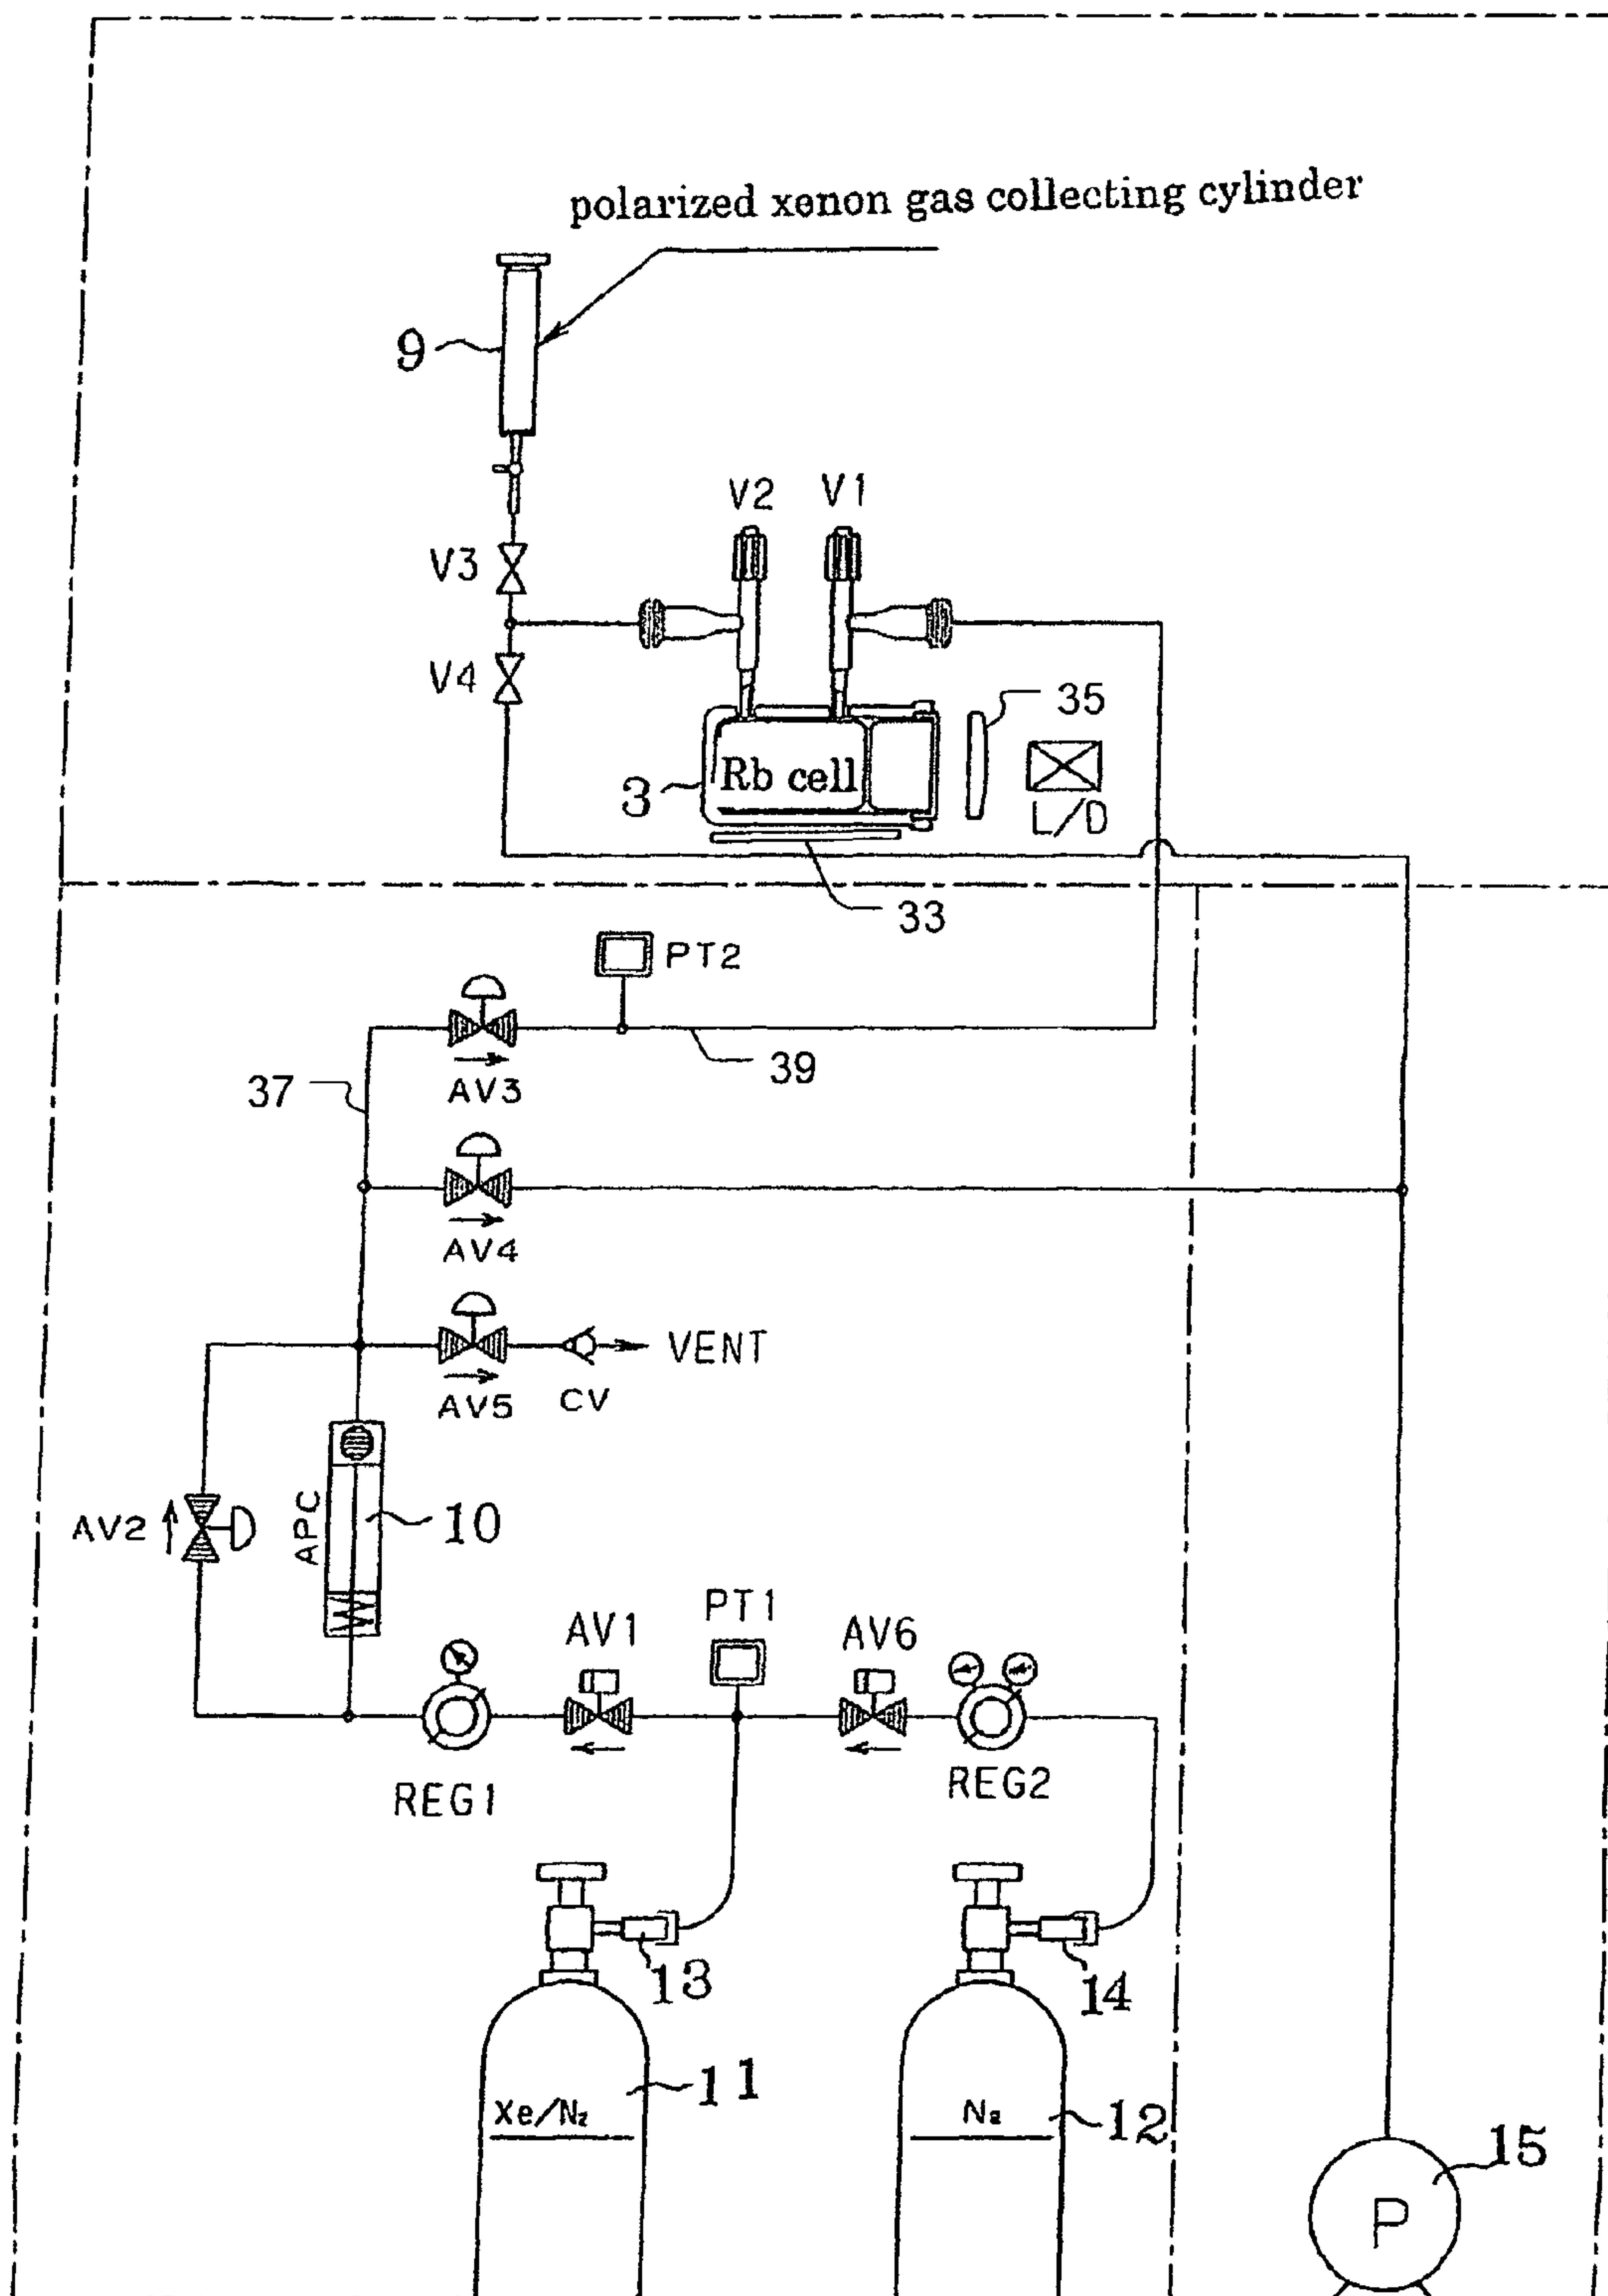 polarized xenon gas collecting cylinder
9
V2 V1
V3
V4
35
3
Rb cell
L/D
33
PT2
39
AV3
37
AV4
VENT
AV5 CV
AV2
APC
10
PT1
AV1 AV6
REG1
REG2
13
14
11
Xe/N2
N2
12
15
P